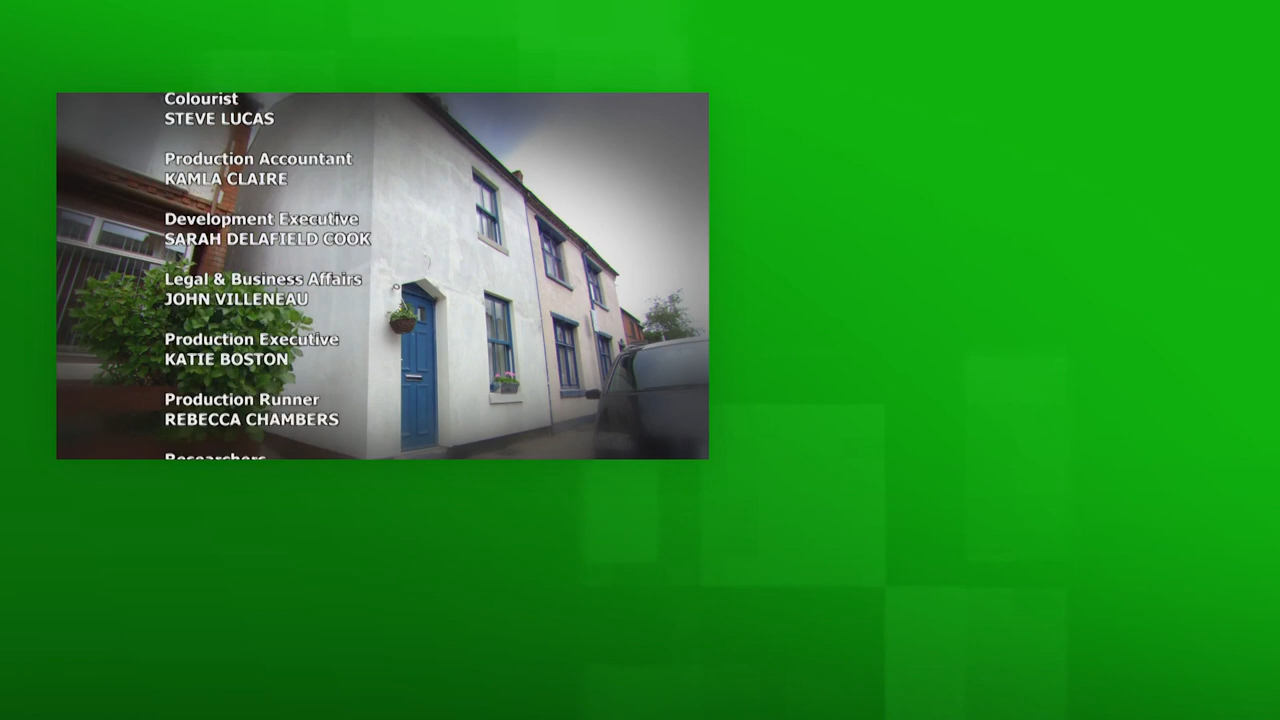 Colourist
STEVE LUCAS
Production Accountant
KAMLA CLAIRE
Development Executive
SARAH DELAFIELD COOK
Legal & Business Affairs
JOHN VILLENEAU
Production Executive
KATIE BOSTON
Production Runner
REBECCA CHAMBERS
Researchers